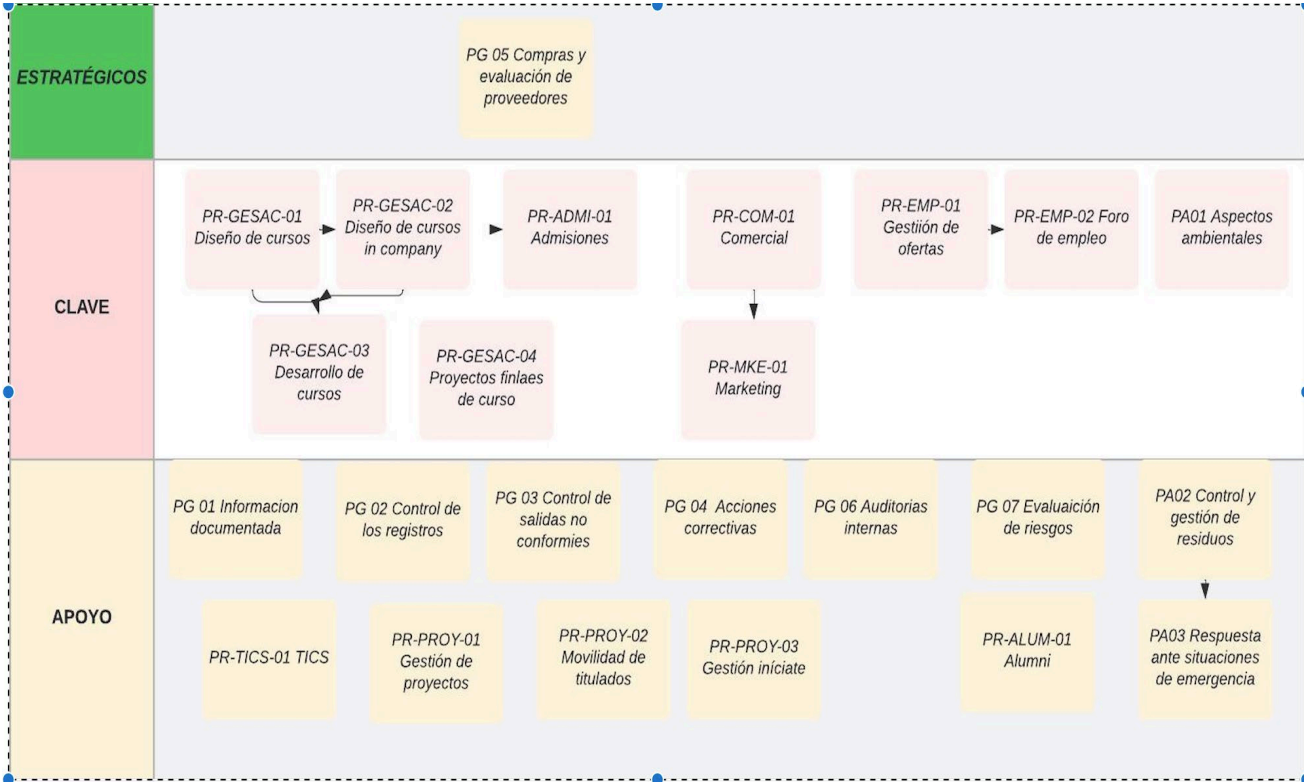 ESTRATÉGICOS
PG 05 Compras y
evaluación de
proveedores
CLAVE
PR-GESAC-01
Diseño de cursos
PR-GESAC-02
Diseño de cursos
in company
PR-ADMI-01
Admisiones
PR-COM-01
Comercial
PR-EMP-01
Gestiión de
ofertas
PR-EMP-02 Foro
de empleo
PA01 Aspectos
ambientales
PR-GESAC-03
Desarrollo de
cursos
PR-GESAC-04
Proyectos finlaes
de curso
PR-MKE-01
Marketing
APOYO
PG 01 Informacion
documentada
PG 02 Control de
los registros
PG 03 Control de
salidas no
conformies
PG 04 Acciones
correctivas
PG 06 Auditorias
internas
PG 07 Evaluaición
de riesgos
PA02 Control y
gestión de
residuos
PR-TICS-01 TICS
PR-PROY-01
Gestión de
proyectos
PR-PROY-02
Movilidad de
titulados
PR-PROY-03
Gestión iníciate
PR-ALUM-01
Alumni
PA03 Respuesta
ante situaciones
de emergencia